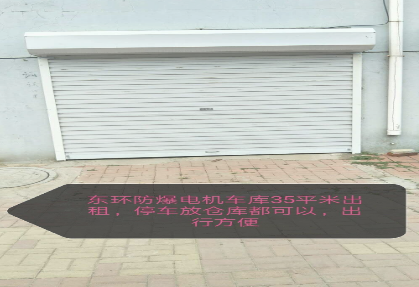 东环防爆电机车库35平米出
租，停车放仓库都可以，出
行方便